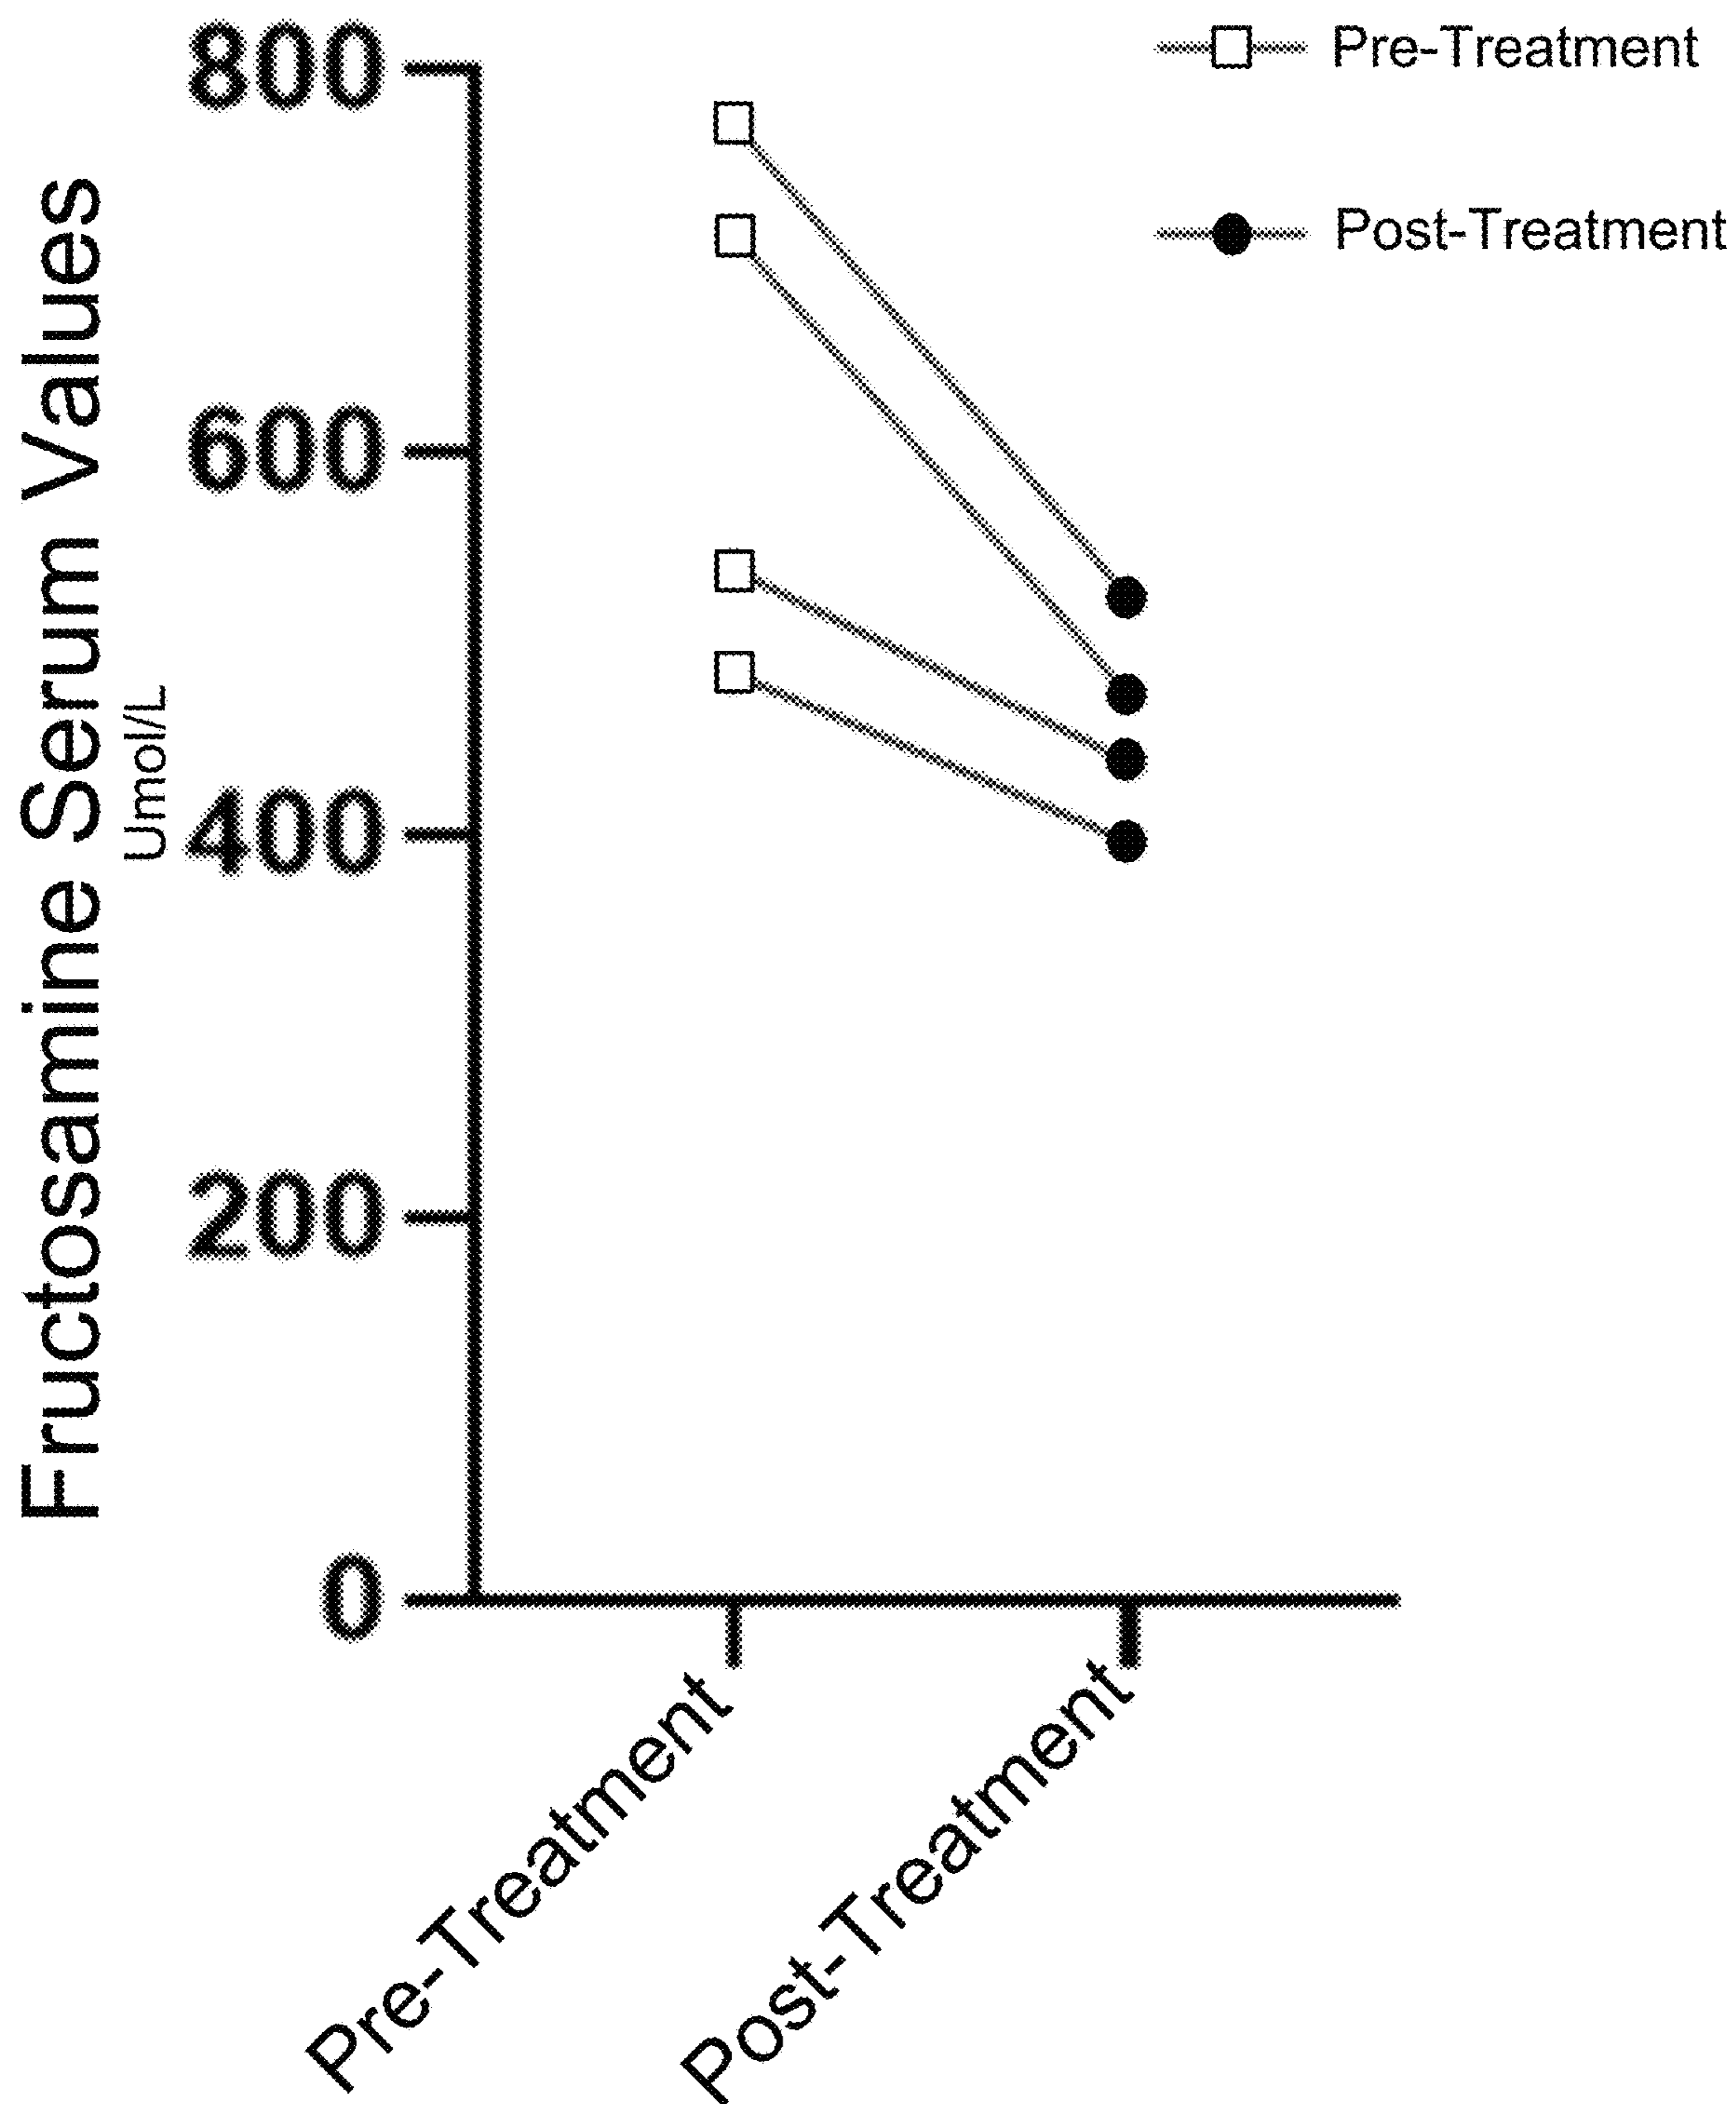 Pre-Treatment
Post-Treatment
Fructosamine Serum Values
Umol/L
800
600
400
200
0
Pre-Treatment
Post-Treatment